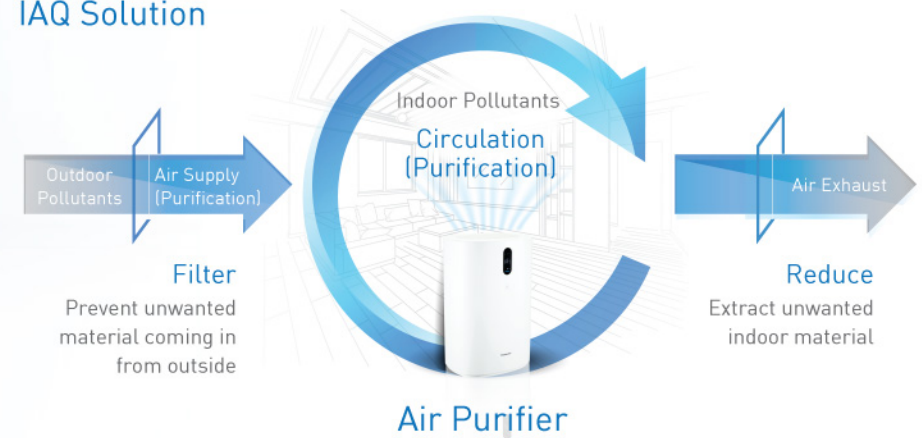 IAQ Solution
Indoor Pollutants
Circulation
(Purification)
Outdoor
Pollutants
Air Supply
(Purification)
Air Exhaust
Filter
Prevent unwanted
material coming in
from outside
Reduce
Extract unwanted
indoor material
Air Purifier